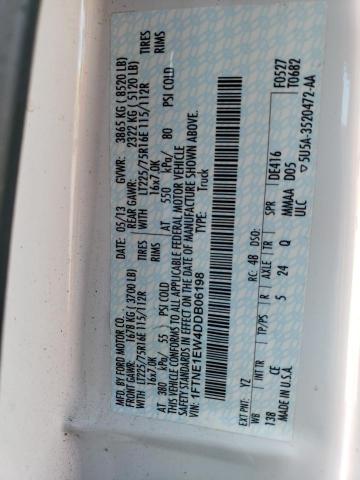 MFD. BY FORD MOTOR CO.
05/13 GVWR: 3865 KG ( 8520 LB)
FRONT GAWR: 1678 KG ( 3700 LB) REAR GAWR: 2322 KG ( 5120 LB)
WITH LT225/75R16E 115/112R WITH LT225/75R16E 115/112R TIRES
16x7.0K 16x7.0K RIMS
AT 380 kPa/ 55 PSI COLD AT 550 kPa/ 80 PSI COLD
THIS VEHICLE CONFORMS TO ALL APPLICABLE FEDERAL MOTOR VEHICLE
SAFETY STANDARDS IN EFFECT ON THE DATE OF MANUFACTURE SHOWN ABOVE.
VIN: 1FTNE1EW4DDB06198
TYPE: Truck
F0527
T0682
EXT PNT: YZ RC: 48 DSO: DE416
WB INT TR TP/PS R AXLE TR SPR MMAA D05
138 CE 5 24 Q ULC
MADE IN U.S.A. 5U5A-3520472-AA